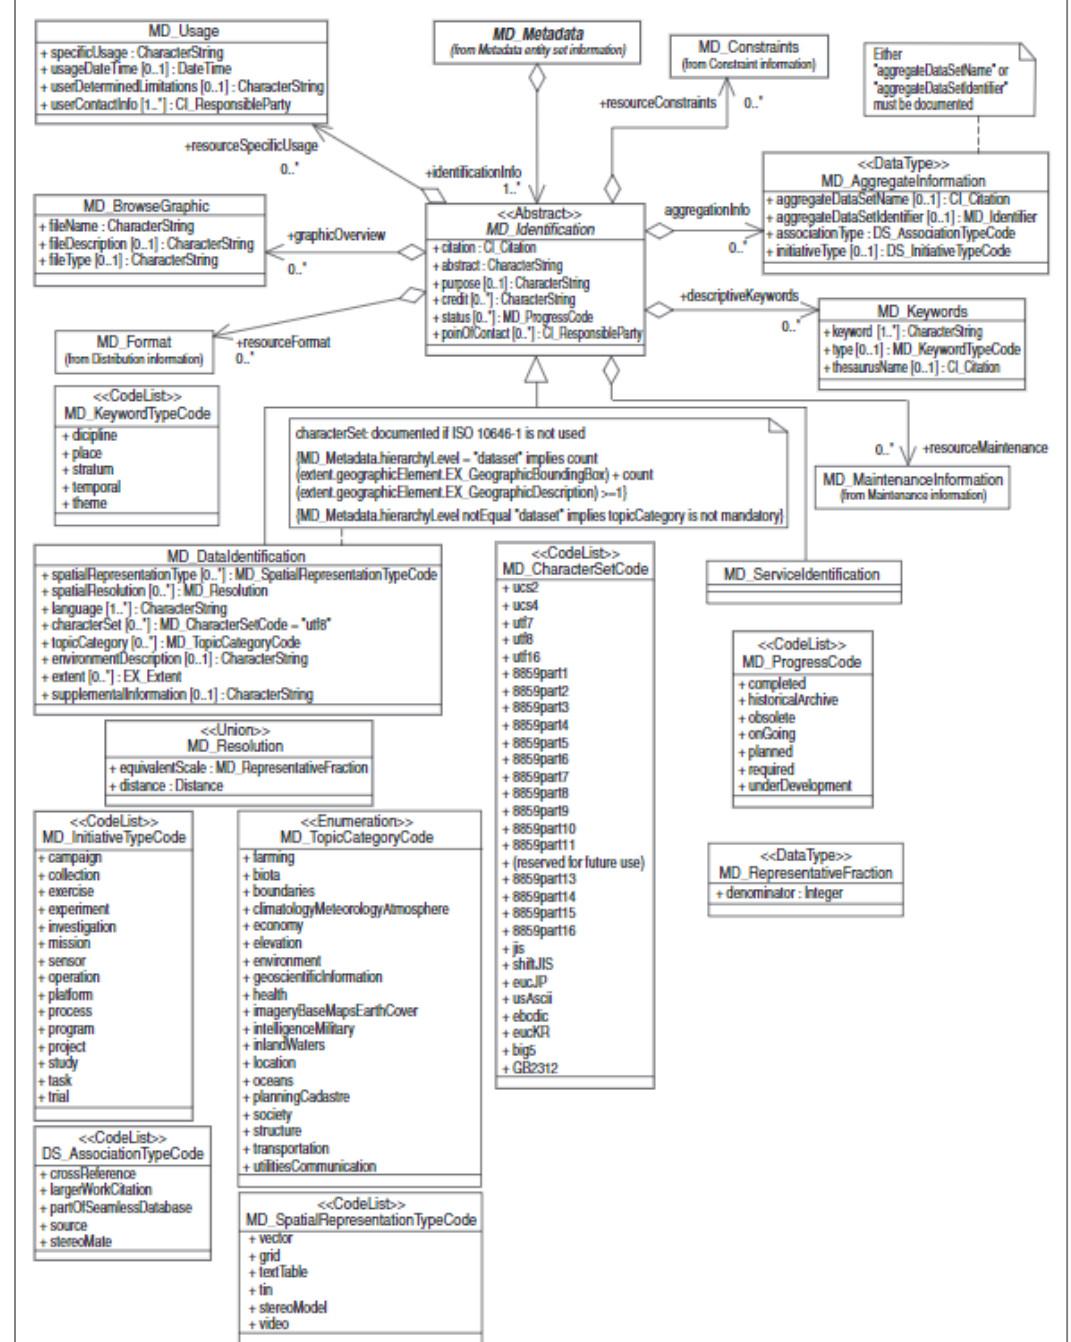 MD_Usage
+ specificUsage : CharacterString
+ usageDateTime [0..1] : DateTime
+ userDeterminedLimitations [0..1] : CharacterString
+ userContactInfo [1..*] : CI_ResponsibleParty
MD_Metadata
(from Metadata entity set information)
MD_Constraints
(from Constraint information)
Either
"aggregateDataSetName" or
"aggregateDataSetIdentifier"
must be documented
+resourceConstraints
0..*
+resourceSpecificUsage
0..*
+identificationInfo
1..*
<<DataType>>
MD_AggregateInformation
+ aggregateDataSetName [0..1] : CI_Citation
+ aggregateDataSetIdentifier [0..1] : MD_Identifier
+ associationType : DS_AssociationTypeCode
+ initiativeType [0..1] : DS_InitiativeTypeCode
MD_BrowseGraphic
+ fileName : CharacterString
+ fileDescription [0..1] : CharacterString
+ fileType [0..1] : CharacterString
+graphicOverview
0..*
<<Abstract>>
MD_Identification
+ citation : CI_Citation
+ abstract : CharacterString
+ purpose [0..1] : CharacterString
+ credit [0..*] : CharacterString
+ status [0..*] : MD_ProgressCode
+ poinOfContact [0..*] : CI_ResponsibleParty
aggregationInfo
0..*
+descriptiveKeywords
0..*
MD_Keywords
+ keyword [1..*] : CharacterString
+ type [0..1] : MD_KeywordTypeCode
+ thesaurusName [0..1] : CI_Citation
MD_Format
(from Distribution information)
+resourceFormat
0..*
<<CodeList>>
MD_KeywordTypeCode
+ dicipline
+ place
+ stratum
+ temporal
+ theme
characterSet: documented if ISO 10646-1 is not used
{MD_Metadata.hierarchyLevel = "dataset" implies count
(extent.geographicElement.EX_GeographicBoundingBox) + count
(extent.geographicElement.EX_GeographicDescription) >=1}
{MD_Metadata.hierarchyLevel notEqual "dataset" implies topicCategory is not mandatory}
0..*
+resourceMaintenance
MD_MaintenanceInformation
(from Maintenance information)
MD_DataIdentification
+ spatialRepresentationType [0..*] : MD_SpatialRepresentationTypeCode
+ spatialResolution [0..*] : MD_Resolution
+ language [1..*] : CharacterString
+ characterSet [0..*] : MD_CharacterSetCode = "utf8"
+ topicCategory [0..*] : MD_TopicCategoryCode
+ environmentDescription [0..1] : CharacterString
+ extent [0..*] : EX_Extent
+ supplementalInformation [0..1] : CharacterString
<<CodeList>>
MD_CharacterSetCode
+ ucs2
+ ucs4
+ utf7
+ utf8
+ utf16
+ 8859part1
+ 8859part2
+ 8859part3
+ 8859part4
+ 8859part5
+ 8859part6
+ 8859part7
+ 8859part8
+ 8859part9
+ 8859part10
+ 8859part11
+ (reserved for future use)
+ 8859part13
+ 8859part14
+ 8859part15
+ 8859part16
+ jis
+ shiftJIS
+ eucJP
+ usAscii
+ ebcdic
+ eucKR
+ big5
+ GB2312
MD_ServiceIdentification
<<CodeList>>
MD_ProgressCode
+ completed
+ historicalArchive
+ obsolete
+ onGoing
+ planned
+ required
+ underDevelopment
<<Union>>
MD_Resolution
+ equivalentScale : MD_RepresentativeFraction
+ distance : Distance
<<DataType>>
MD_RepresentativeFraction
+ denominator : Integer
<<CodeList>>
MD_InitiativeTypeCode
+ campaign
+ collection
+ exercise
+ experiment
+ investigation
+ mission
+ sensor
+ operation
+ platform
+ process
+ program
+ project
+ study
+ task
+ trial
<<Enumeration>>
MD_TopicCategoryCode
+ farming
+ biota
+ boundaries
+ climatologyMeteorologyAtmosphere
+ economy
+ elevation
+ environment
+ geoscientificInformation
+ health
+ imageryBaseMapsEarthCover
+ intelligenceMilitary
+ inlandWaters
+ location
+ oceans
+ planningCadastre
+ society
+ structure
+ transportation
+ utilitiesCommunication
<<CodeList>>
DS_AssociationTypeCode
+ crossReference
+ largerWorkCitation
+ partOfSeamlessDatabase
+ source
+ stereoMate
<<CodeList>>
MD_SpatialRepresentationTypeCode
+ vector
+ grid
+ textTable
+ tin
+ stereoModel
+ video